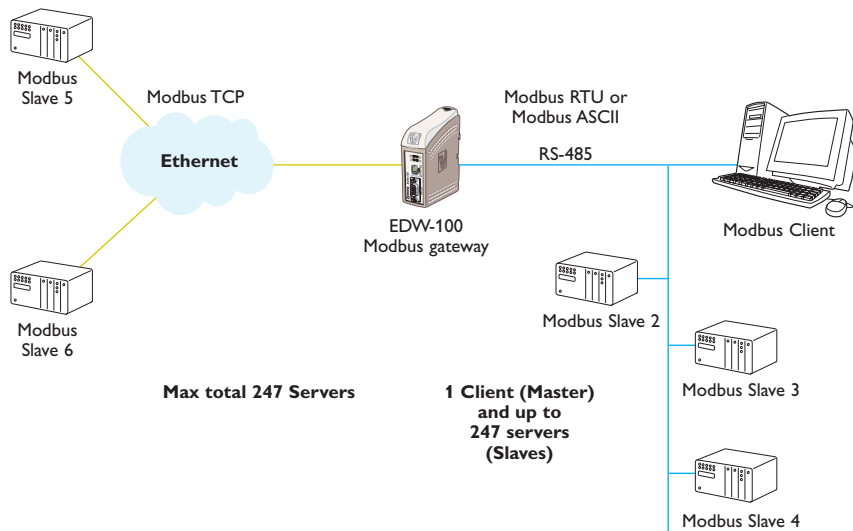 Modbus
Slave 5
Modbus TCP
Ethernet
Modbus RTU or
Modbus ASCII
RS-485
EDW-100
Modbus gateway
Modbus Client
Modbus
Slave 6
Modbus Slave 2
Modbus Slave 3
Modbus Slave 4
Max total 247 Servers
1 Client (Master)
and up to
247 servers
(Slaves)